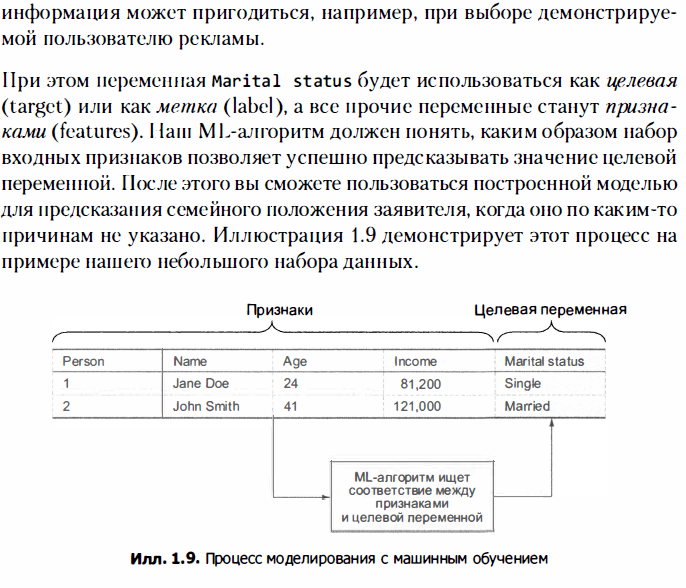 информация может пригодиться, например, при выборе демонстрируе-
мой пользователю рекламы.
При этом переменная Marital status будет использоваться как целевая
(target) или как метка (label), а все прочие переменные станут призна-
ками (features). Наш ML-алгоритм должен понять, каким образом набор
входных признаков позволяет успешно предсказывать значение целевой
переменной. После этого вы сможете пользоваться построенной моделью
для предсказания семейного положения заявителя, когда оно по каким-то
причинам не указано. Иллюстрация 1.9 демонстрирует этот процесс на
примере нашего небольшого набора данных.
Признаки Целевая переменная
Person Name Age Income Marital status
1 Jane Doe 24 81,200 Single
2 John Smith 41 121,000 Married
ML-алгоритм ищет
соответствие между
признаками
и целевой переменной
Илл. 1.9. Процесс моделирования с машинным обучением